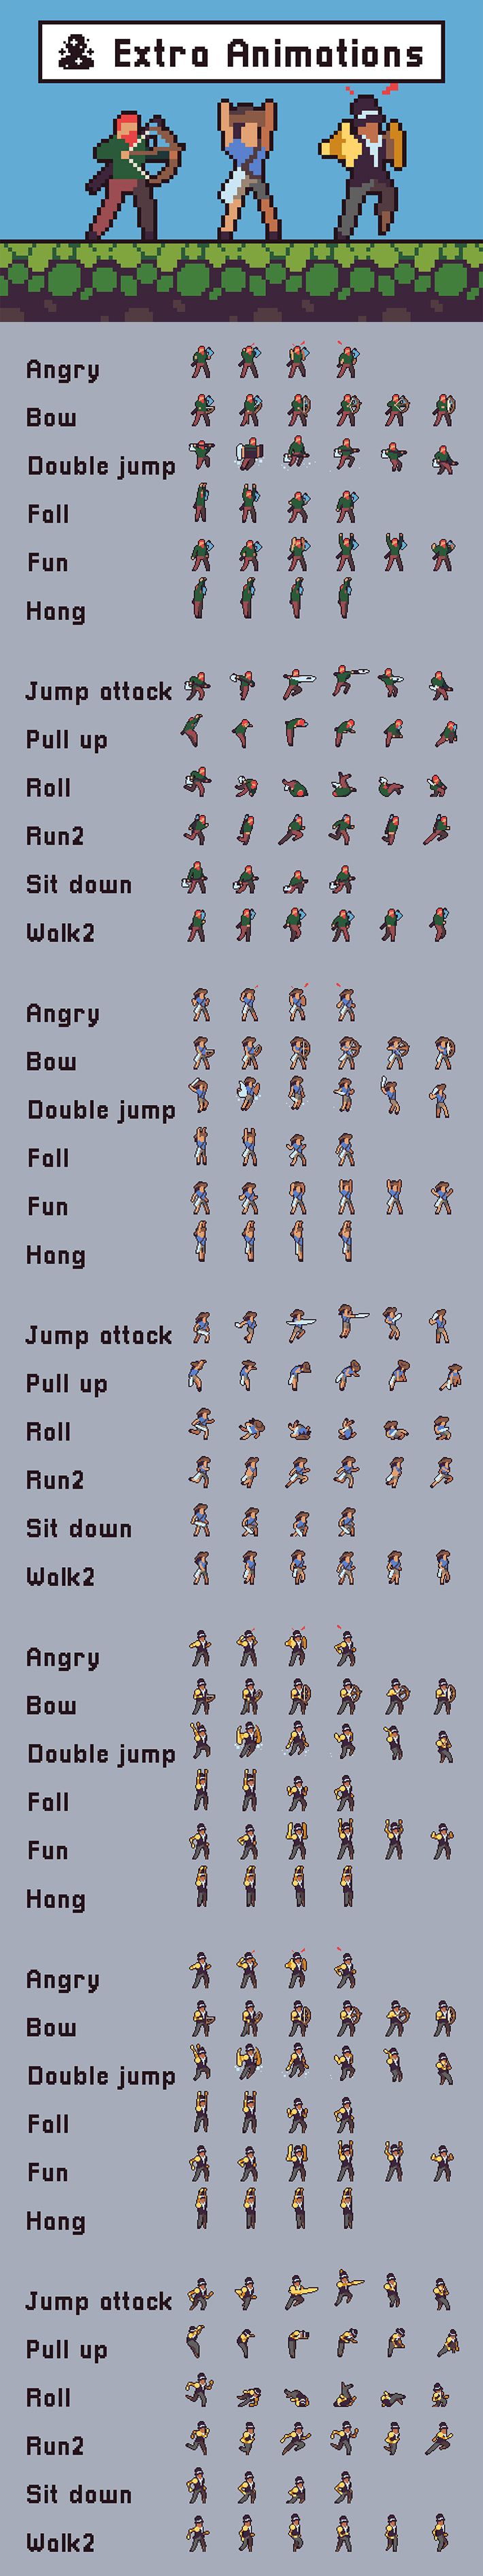 Extra Animations
Angry
Bow
Double jump
Fall
Fun
Hang
Jump attack
Pull up
Roll
Run2
Sit down
Walk2
Angry
Bow
Double jump
Fall
Fun
Hang
Jump attack
Pull up
Roll
Run2
Sit down
Walk2
Angry
Bow
Double jump
Fall
Fun
Hang
Angry
Bow
Double jump
Fall
Fun
Hang
Jump attack
Pull up
Roll
Run2
Sit down
Walk2